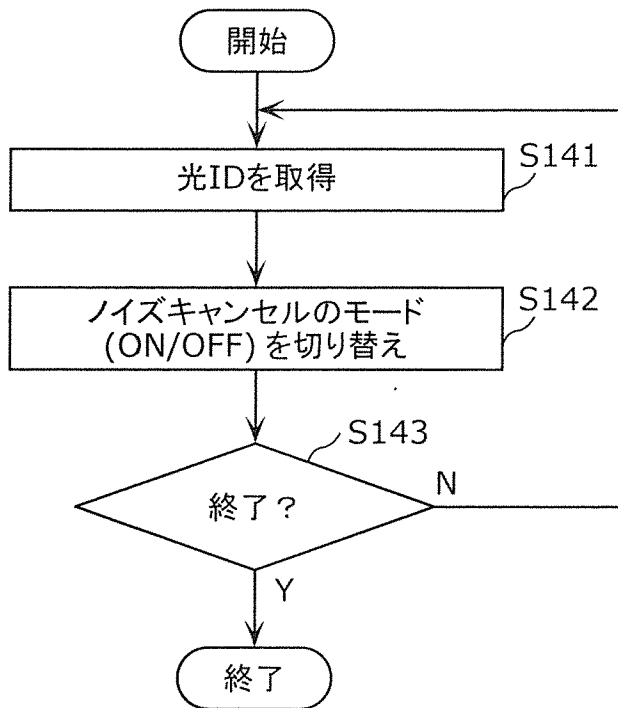 開始
光IDを取得
S141
ノイズキャンセルのモード
(ON/OFF) を切り替え
S142
S143
終了？
N
Y
終了